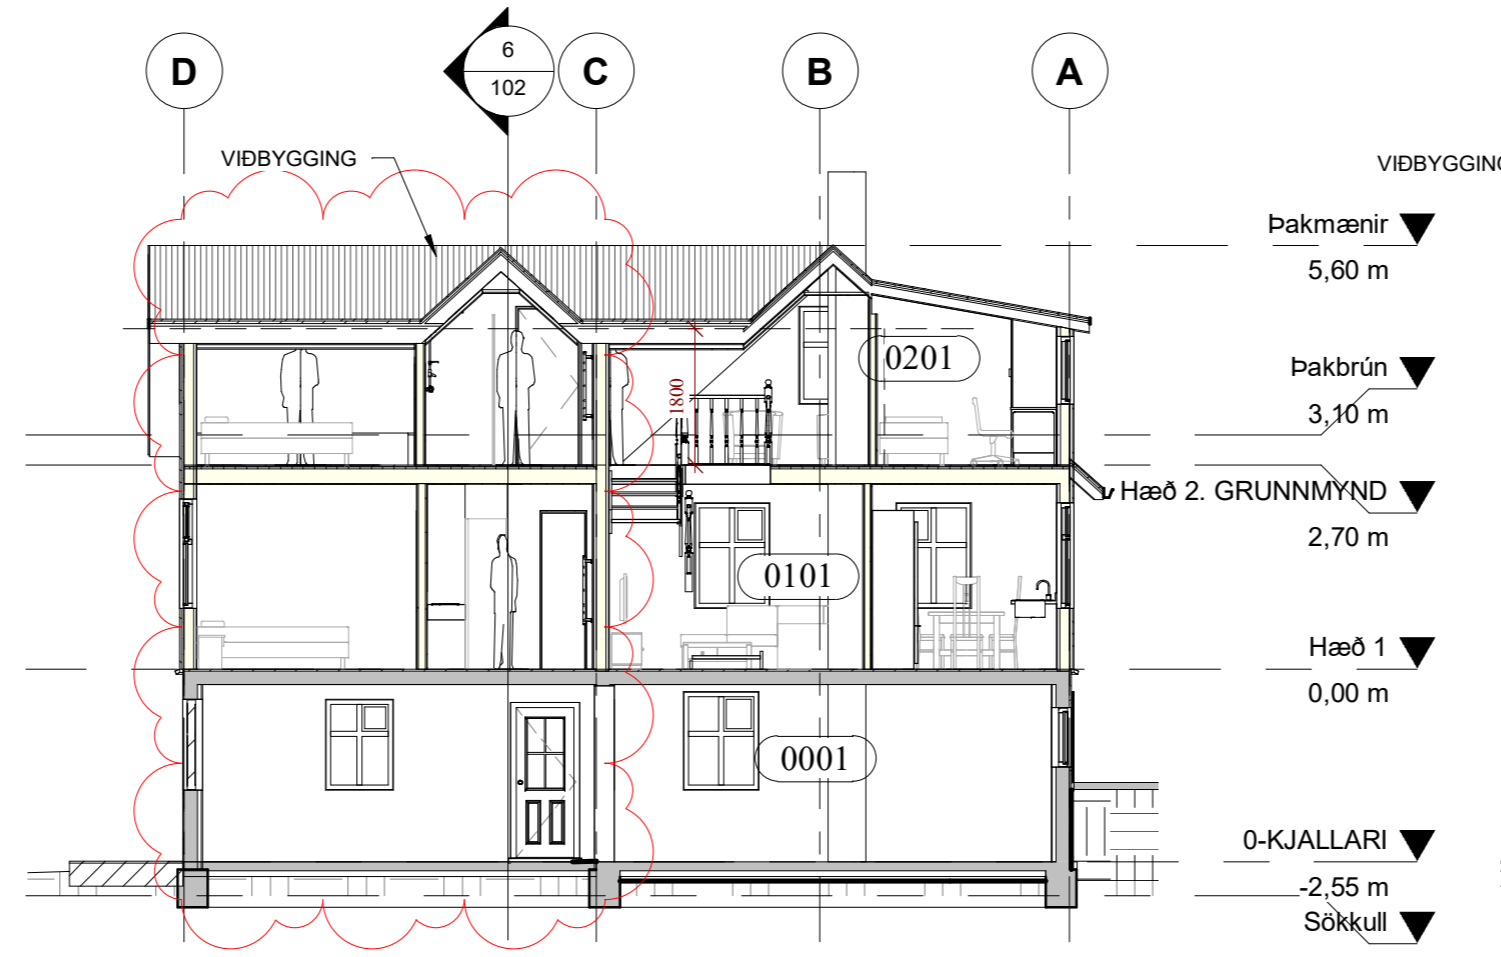 D
6
102
C
B
A
VIÐBYGGING
VIÐBYGGING
Þakmænir
5,60 m
0201
Þakbrún
3,10 m
1800
Hæð 2. GRUNNMYND
2,70 m
0101
Hæð 1
0,00 m
0001
0-KJALLARI
-2,55 m
Sökkull